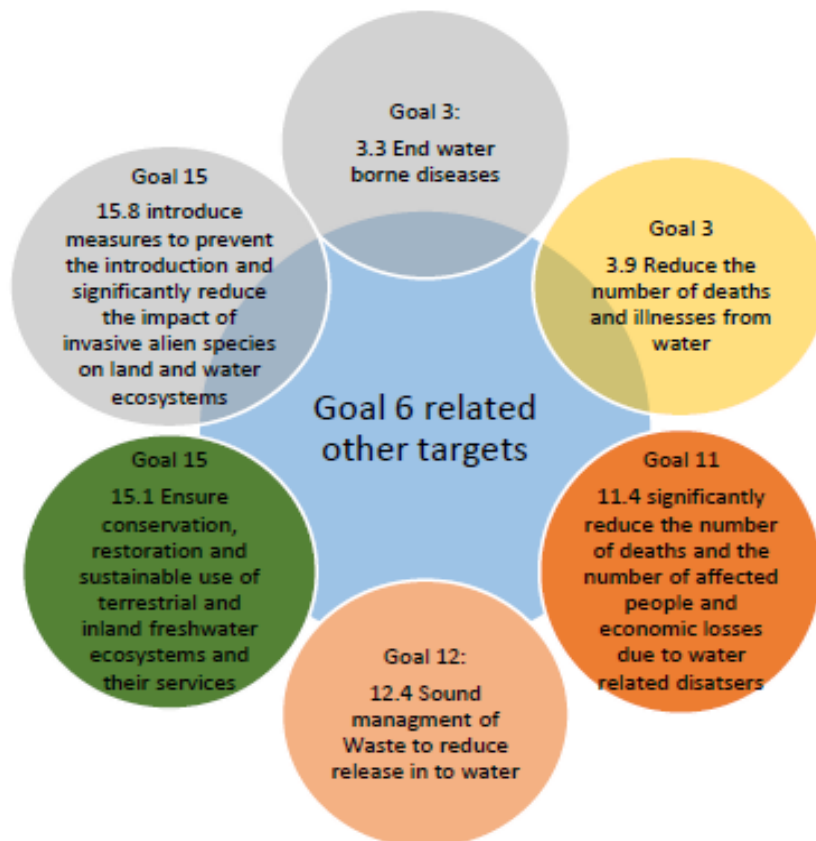 Goal 3:
3.3 End water
borne diseases
Goal 3
3.9 Reduce the
number of deaths
and illnesses from
water
Goal 11
11.4 significantly
reduce the number
of deaths and the
number of affected
people and
economic losses
due to water
related disatsers
Goal 12:
12.4 Sound
managment of
Waste to reduce
release in to water
Goal 15
15.1 Ensure
conservation,
restoration and
sustainable use of
terrestrial and
inland freshwater
ecosystems and
their services
Goal 15
15.8 introduce
measures to prevent
the introduction and
significantly reduce
the impact of
invasive alien species
on land and water
ecosystems
Goal 6 related
other targets